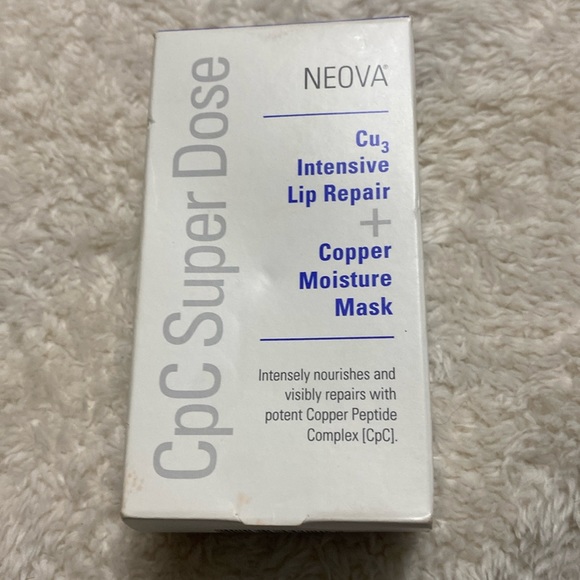 CpC Super Dose
NEOVA®
Cu₃
Intensive
Lip Repair
+
Copper
Moisture
Mask
Intensely nourishes and
visibly repairs with
potent Copper Peptide
Complex [CpC].